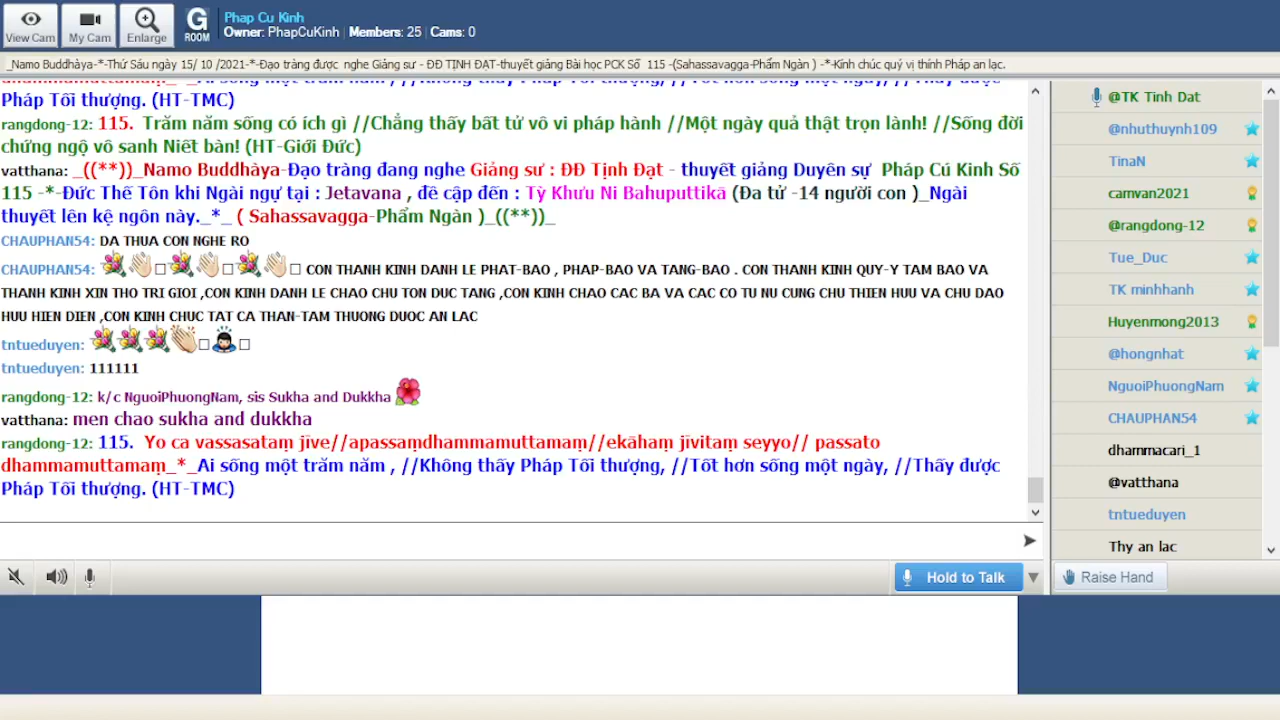 View Cam
My Cam
Enlarge
G
ROOM
Phap Cu Kinh
Owner: PhapCuKinh | Members: 25 | Cams: 0
_Namo Buddhàya-*-Thứ Sáu ngày 15/ 10 /2021-*-Đạo tràng được nghe Giảng sư - ĐĐ TỊNH ĐẠT-thuyết giảng Bài học PCK Số 115 -(Sahassavagga-Phẩm Ngàn ) -*-Kính chúc quý vị thính Pháp an lạc.
Pháp Tối thượng. (HT-TMC)
rangdong-12: 115. Trăm năm sống có ích gì //Chẳng thấy bất tử vô vi pháp hành //Một ngày quả thật trọn lành! //Sống đời
chứng ngộ vô sanh Niết bàn! (HT-Giới Đức)
vatthana: _((**))_Namo Buddhàya-Đạo tràng đang nghe Giảng sư : ĐĐ Tịnh Đạt - thuyết giảng Duyên sự Pháp Cú Kinh Số
115 -*-Đức Thế Tôn khi Ngài ngự tại : Jetavana , đề cập đến : Tỳ Khưu Ni Bahuputtikā (Đa tử -14 người con )_Ngài
thuyết lên kệ ngôn này._*_ ( Sahassavagga-Phẩm Ngàn )_((**))_
CHAUPHAN54: DA THUA CON NGHE RO
CHAUPHAN54: CON THANH KINH DANH LE PHAT-BAO , PHAP-BAO VA TANG-BAO . CON THANH KINH QUY-Y TAM BAO VA
THANH KINH XIN THO TRI GIOI ,CON KINH DANH LE CHAO CHU TON DUC TANG ,CON KINH CHAO CAC BA VA CAC CO TU NU CUNG CHU THIEN HUU VA CHU DAO
HUU HIEN DIEN ,CON KINH CHUC TAT CA THAN-TAM THUONG DUOC AN LAC
tntueduyen:
tntueduyen: 111111
rangdong-12: k/c NguoiPhuongNam, sis Sukha and Dukkha
vatthana: men chao sukha and dukkha
rangdong-12: 115. Yo ca vassasataṃ jīve//apassaṃdhammamuttamaṃ//ekāhaṃ jīvitaṃ seyyo// passato
dhammamuttamaṃ_*_Ai sống một trăm năm , //Không thấy Pháp Tối thượng, //Tốt hơn sống một ngày, //Thấy được
Pháp Tối thượng. (HT-TMC)
Hold to Talk
@TK Tinh Dat
@nhuthuynh109
TinaN
camvan2021
@rangdong-12
Tue_Duc
TK minhhanh
Huyenmong2013
@hongnhat
NguoiPhuongNam
CHAUPHAN54
dhammacari_1
@vatthana
tntueduyen
Thy an lac
Raise Hand